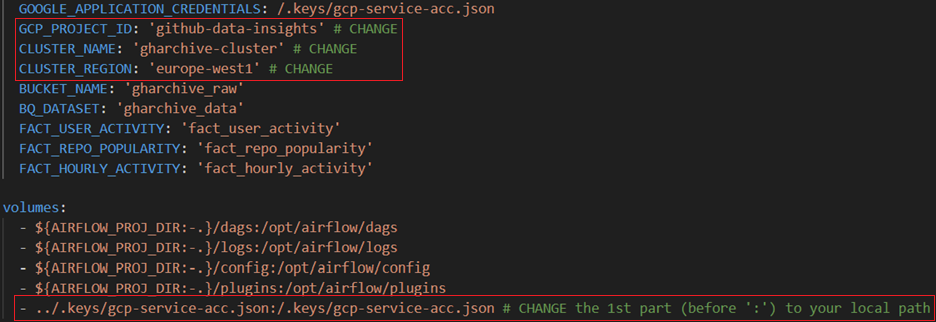 GOOGLE_APPLICATION_CREDENTIALS: /.keys/gcp-service-acc.json
GCP_PROJECT_ID: 'github-data-insights' # CHANGE
CLUSTER_NAME: 'gharchive-cluster' # CHANGE
CLUSTER_REGION: 'europe-west1' # CHANGE
BUCKET_NAME: 'gharchive_raw'
BQ_DATASET: 'gharchive_data'
FACT_USER_ACTIVITY: 'fact_user_activity'
FACT_REPO_POPULARITY: 'fact_repo_popularity'
FACT_HOURLY_ACTIVITY: 'fact_hourly_activity'
volumes:
- ${AIRFLOW_PROJ_DIR:-.}/dags:/opt/airflow/dags
- ${AIRFLOW_PROJ_DIR:-.}/logs:/opt/airflow/logs
- ${AIRFLOW_PROJ_DIR:-.}/config:/opt/airflow/config
- ${AIRFLOW_PROJ_DIR:-.}/plugins:/opt/airflow/plugins
- ../.keys/gcp-service-acc.json:/.keys/gcp-service-acc.json # CHANGE the 1st part (before ':') to your local path